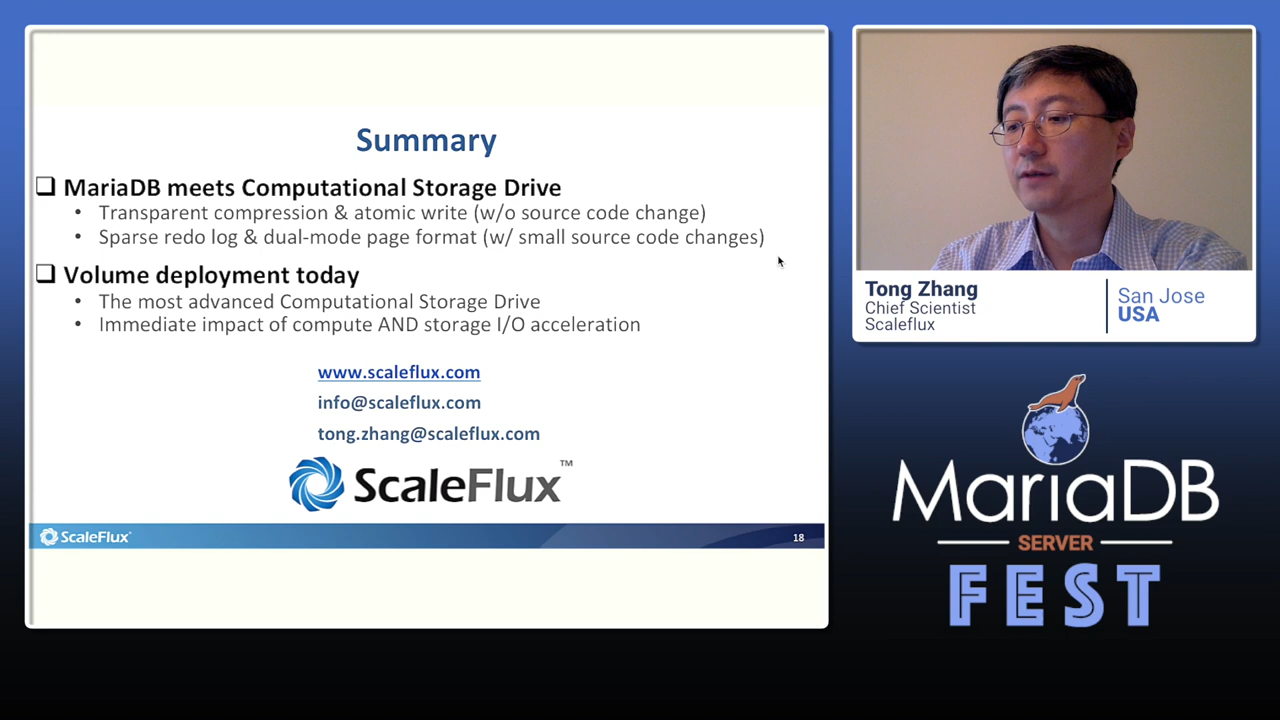 Summary
❑ MariaDB meets Computational Storage Drive
• Transparent compression & atomic write (w/o source code change)
• Sparse redo log & dual-mode page format (w/ small source code changes)
❑ Volume deployment today
• The most advanced Computational Storage Drive
• Immediate impact of compute AND storage I/O acceleration
www.scaleflux.com
info@scaleflux.com
tong.zhang@scaleflux.com
ScaleFlux™
ScaleFlux
18
Tong Zhang
Chief Scientist
Scaleflux
San Jose
USA
MariaDB
SERVER
FEST